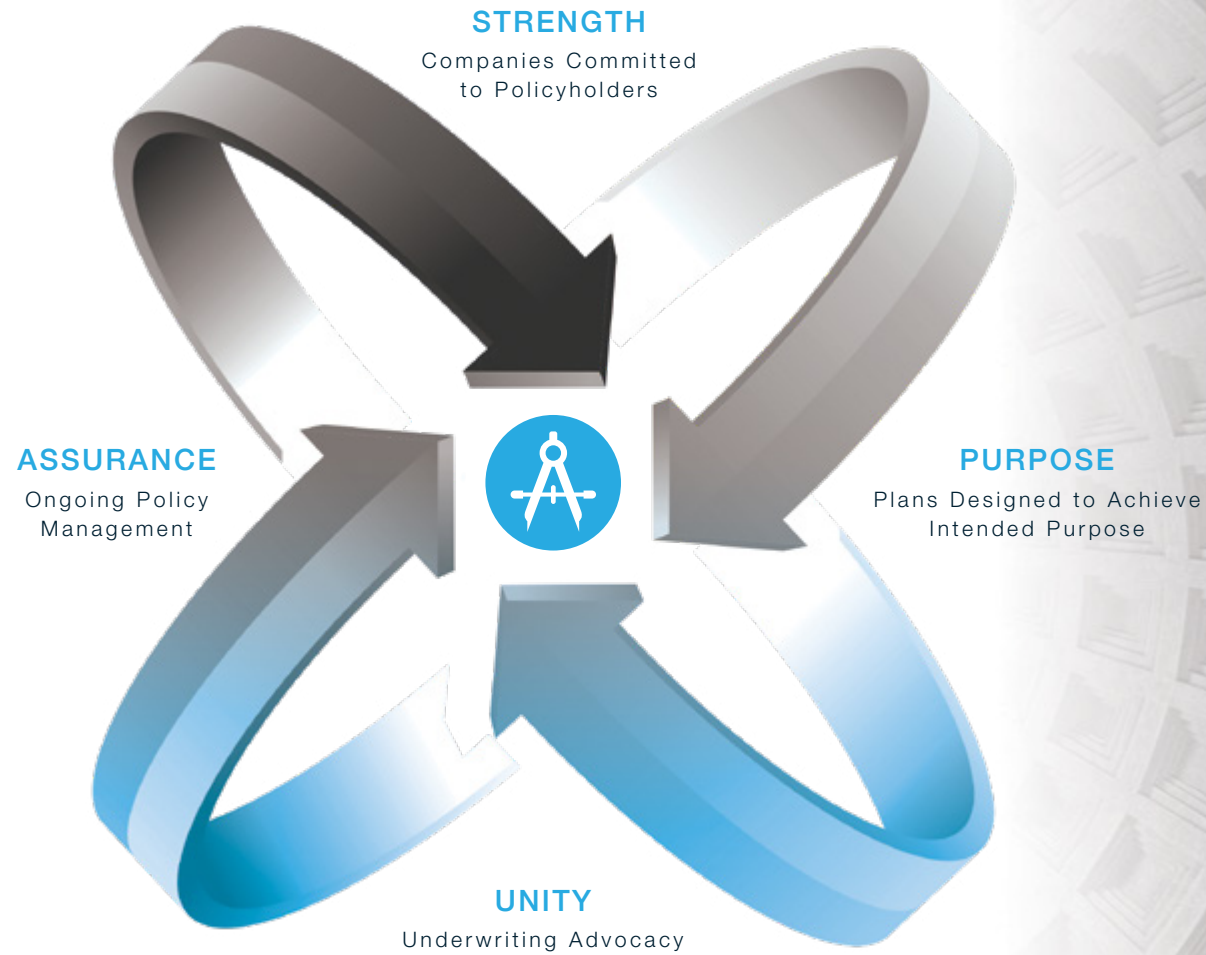 STRENGTH
Companies Committed
to Policyholders
ASSURANCE
Ongoing Policy
Management
PURPOSE
Plans Designed to Achieve
Intended Purpose
UNITY
Underwriting Advocacy